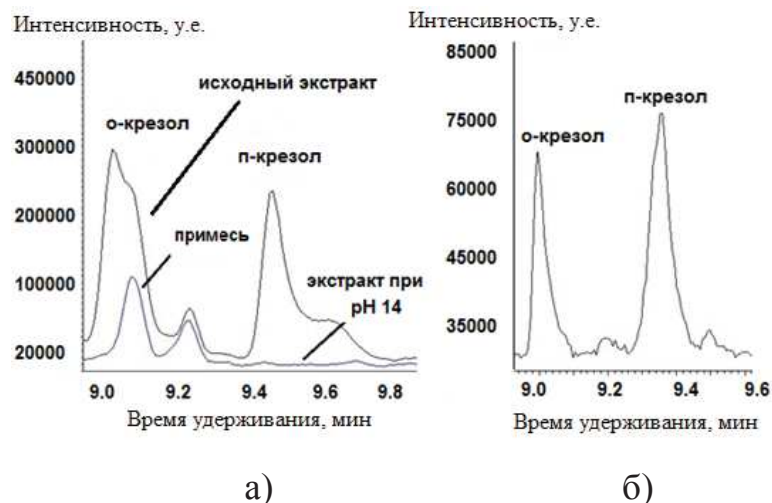 Интенсивность, у.е.
450000
300000
200000
100000
20000
исходный экстракт
о-крезол
п-крезол
примесь
экстракт при
pH 14
9.0 9.2 9.4 9.6 9.8
Время удерживания, мин
а)
Интенсивность, у.е.
85000
75000
60000
45000
35000
п-крезол
о-крезол
9.0 9.2 9.4 9.6
Время удерживания, мин
б)